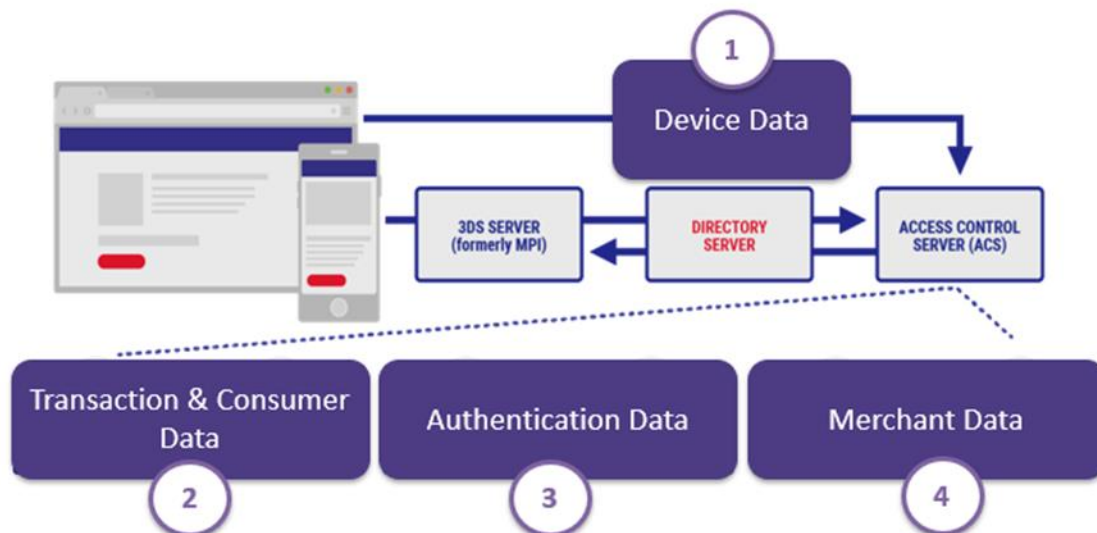 1
Device Data
3DS SERVER
(formerly MPI)
DIRECTORY
SERVER
ACCESS CONTROL
SERVER (ACS)
Transaction & Consumer
Data
2
Authentication Data
3
Merchant Data
4